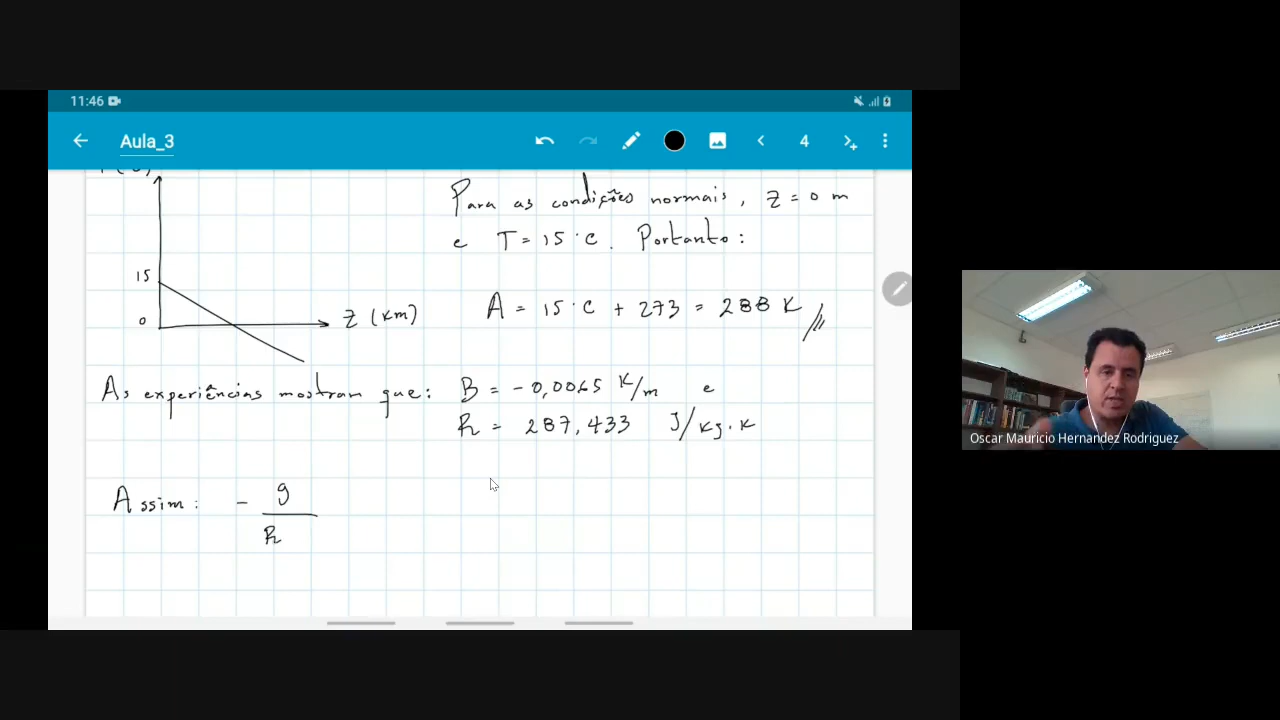 11:46
Aula_3
4
Para as condições normais, Z = 0 m
e T = 15 °C. Portanto:
15
0
Z (km)
A = 15 °C + 273 = 288 K //
As experiências mostram que: B = -0,0065 K/m e
R = 287,433 J/kg.K
Assim: - g
R
Oscar Mauricio Hernandez Rodriguez